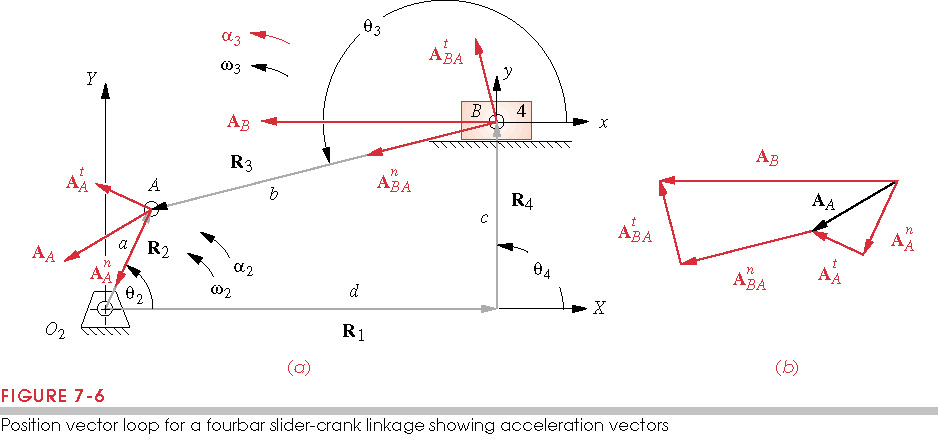 θ3
α3
ω3
A^t_BA
Y
y
B 4
A_B
x
R3
A^n_BA
A^t_A
A
b
c
R4
A_A
a
R2
A^n_A
α2
ω2
θ2
θ4
d
X
O2
R1
(a)
A_B
A_A
A^t_BA
A^n_A
A^n_BA
A^t_A
(b)
FIGURE 7-6
Position vector loop for a fourbar slider-crank linkage showing acceleration vectors